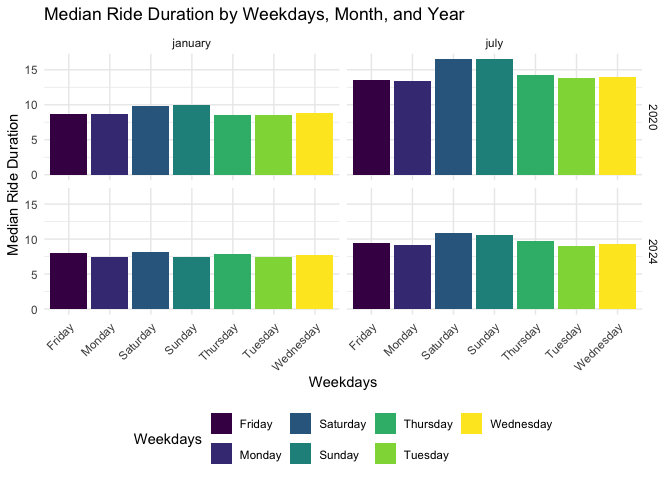 Median Ride Duration by Weekdays, Month, and Year
january
july
15
10
5
0
2020
15
10
5
0
2024
Median Ride Duration
Friday
Monday
Saturday
Sunday
Thursday
Tuesday
Wednesday
Friday
Monday
Saturday
Sunday
Thursday
Tuesday
Wednesday
Weekdays
Weekdays
Friday
Saturday
Thursday
Wednesday
Monday
Sunday
Tuesday